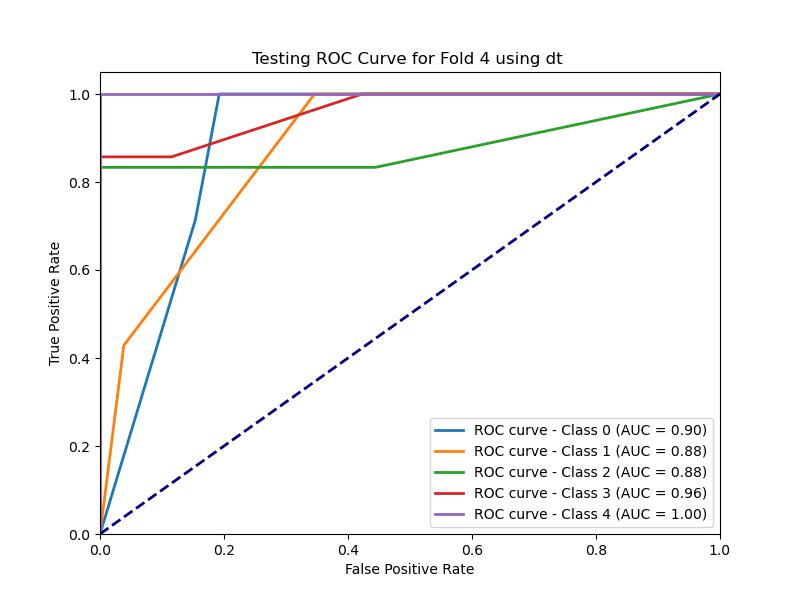 Testing ROC Curve for Fold 4 using dt
True Positive Rate
1.0
0.8
0.6
0.4
0.2
0.0
ROC curve - Class 0 (AUC = 0.90)
ROC curve - Class 1 (AUC = 0.88)
ROC curve - Class 2 (AUC = 0.88)
ROC curve - Class 3 (AUC = 0.96)
ROC curve - Class 4 (AUC = 1.00)
0.0 0.2 0.4 0.6 0.8 1.0
False Positive Rate